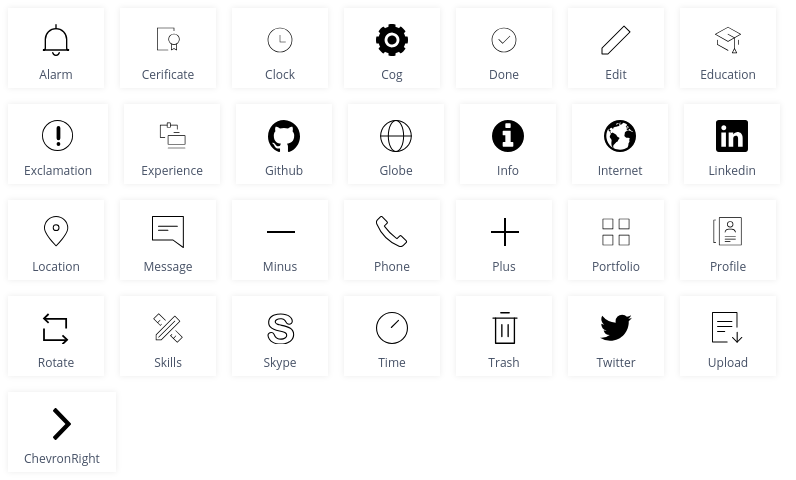 Alarm
Cerificate
Clock
Cog
Done
Edit
Education
Exclamation
Experience
Github
Globe
Info
Internet
in
Linkedin
Location
Message
Minus
Phone
Plus
Portfolio
Profile
Rotate
Skills
S
Skype
Time
Trash
Twitter
Upload
ChevronRight